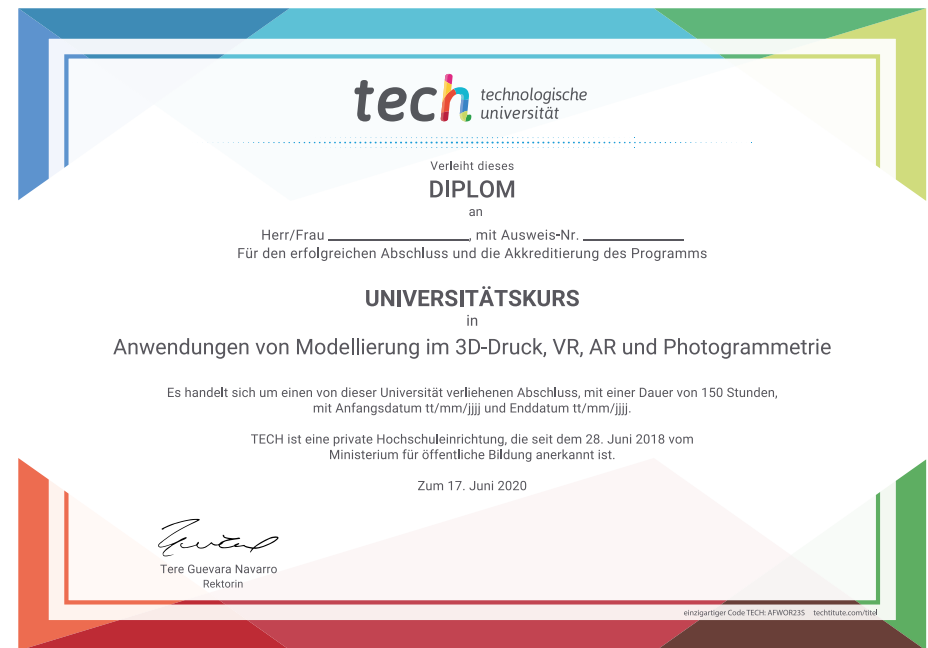 tech technologische
universität
Verleiht dieses
DIPLOM
an
Herr/Frau ____________, mit Ausweis-Nr. ____________
Für den erfolgreichen Abschluss und die Akkreditierung des Programms
UNIVERSITÄTSKURS
in
Anwendungen von Modellierung im 3D-Druck, VR, AR und Photogrammetrie
Es handelt sich um einen von dieser Universität verliehenen Abschluss, mit einer Dauer von 150 Stunden,
mit Anfangsdatum tt/mm/jjjj und Enddatum tt/mm/jjjj.
TECH ist eine private Hochschuleinrichtung, die seit dem 28. Juni 2018 vom
Ministerium für öffentliche Bildung anerkannt ist.
Zum 17. Juni 2020
Tere Guevara Navarro
Rektorin
einzigartiger Code TECH: AFWOR23S techtitute.com/titel